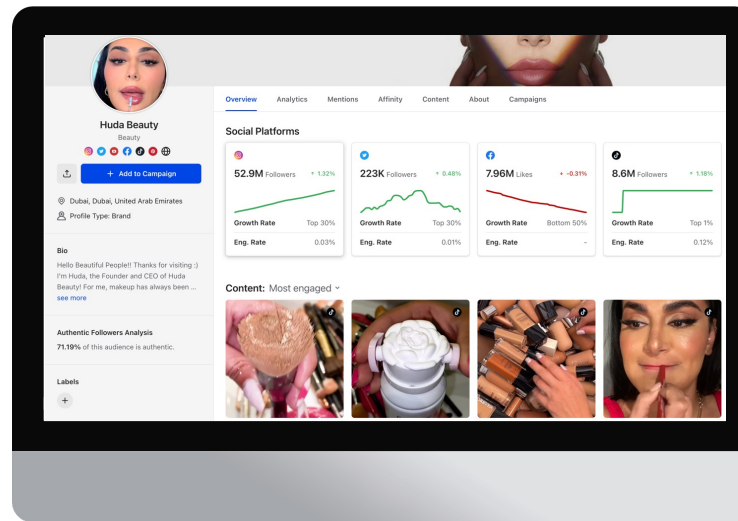 Huda Beauty
Beauty
+ Add to Campaign
Dubai, Dubai, United Arab Emirates
Profile Type: Brand
Bio
Hello Beautiful People!! Thanks for visiting :)
I'm Huda, the Founder and CEO of Huda
Beauty! For me, makeup has always been ...
see more
Authentic Followers Analysis
71.19% of this audience is authentic.
Labels
+
Overview Analytics Mentions Affinity Content About Campaigns
Social Platforms
52.9M Followers + 1.32%
Growth Rate Top 30%
Eng. Rate 0.03%
223K Followers + 0.48%
Growth Rate Top 30%
Eng. Rate 0.01%
7.96M Likes -0.31%
Growth Rate Bottom 50%
Eng. Rate -
8.6M Followers + 1.18%
Growth Rate Top 1%
Eng. Rate 0.12%
Content: Most engaged